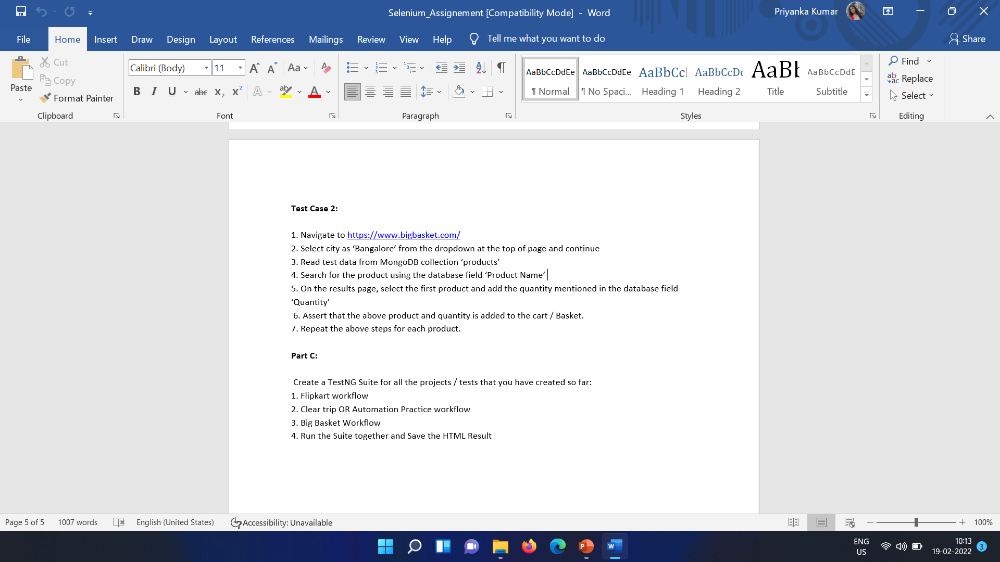 Selenium_Assignement [Compatibility Mode] - Word
Priyanka Kumar
File Home Insert Draw Design Layout References Mailings Review View Help Tell me what you want to do Share
Paste
Cut
Copy
Format Painter
Clipboard
Calibri (Body) 11 Aa
B I U abc X2 X2 A ab A
Font
Paragraph
AaBbCcDdEe AaBbCcDdEe AaBbCc AaBbCcDc AaBb AaBbCcDdE
¶ Normal ¶ No Spaci... Heading 1 Heading 2 Title Subtitle
Styles
Find
Replace
Select
Editing
Test Case 2:
1. Navigate to https://www.bigbasket.com/
2. Select city as ‘Bangalore’ from the dropdown at the top of page and continue
3. Read test data from MongoDB collection ‘products’
4. Search for the product using the database field ‘Product Name’
5. On the results page, select the first product and add the quantity mentioned in the database field
‘Quantity’
6. Assert that the above product and quantity is added to the cart / Basket.
7. Repeat the above steps for each product.
Part C:
Create a TestNG Suite for all the projects / tests that you have created so far:
1. Flipkart workflow
2. Clear trip OR Automation Practice workflow
3. Big Basket Workflow
4. Run the Suite together and Save the HTML Result
Page 5 of 5 1007 words English (United States) Accessibility: Unavailable 100%
ENG
US
10:13
19-02-2022
3